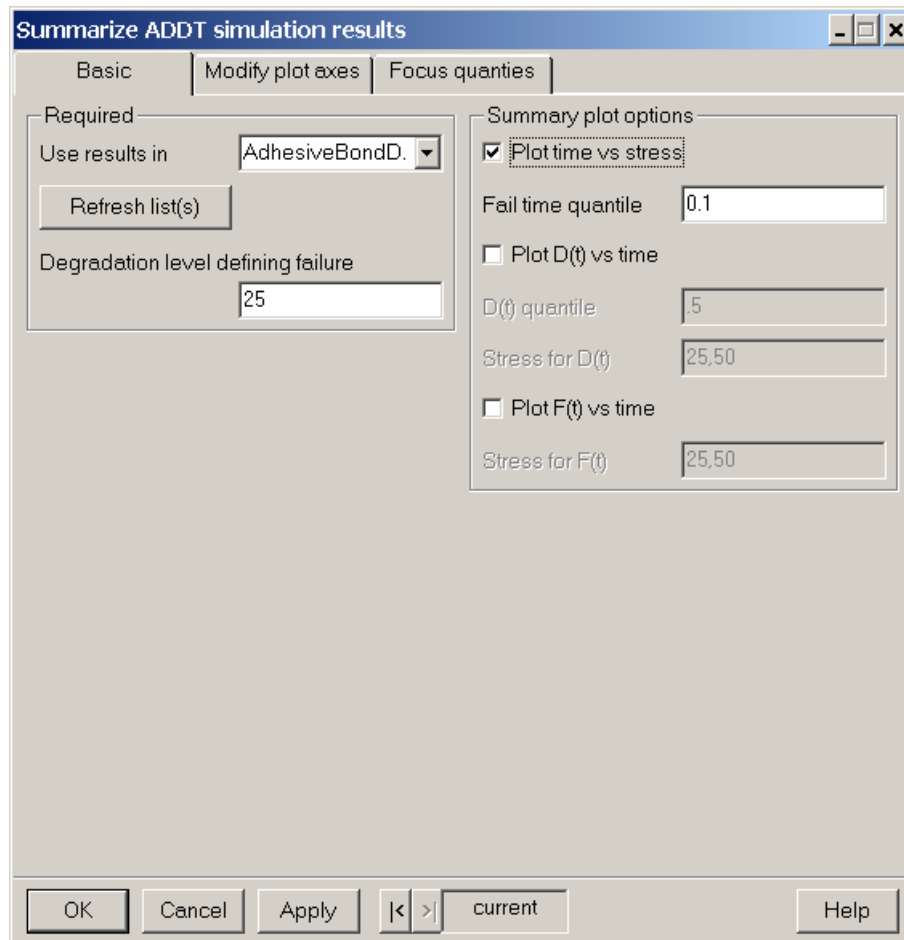 Summarize ADDT simulation results
Basic
Modify plot axes
Focus quanties
Required
Use results in
AdhesiveBondD.
Refresh list(s)
Degradation level defining failure
25
Summary plot options
Plot time vs stress
Fail time quantile
0.1
Plot D(t) vs time
D(t) quantile
.5
Stress for D(t)
25,50
Plot F(t) vs time
Stress for F(t)
25,50
OK
Cancel
Apply
|<
>|
current
Help